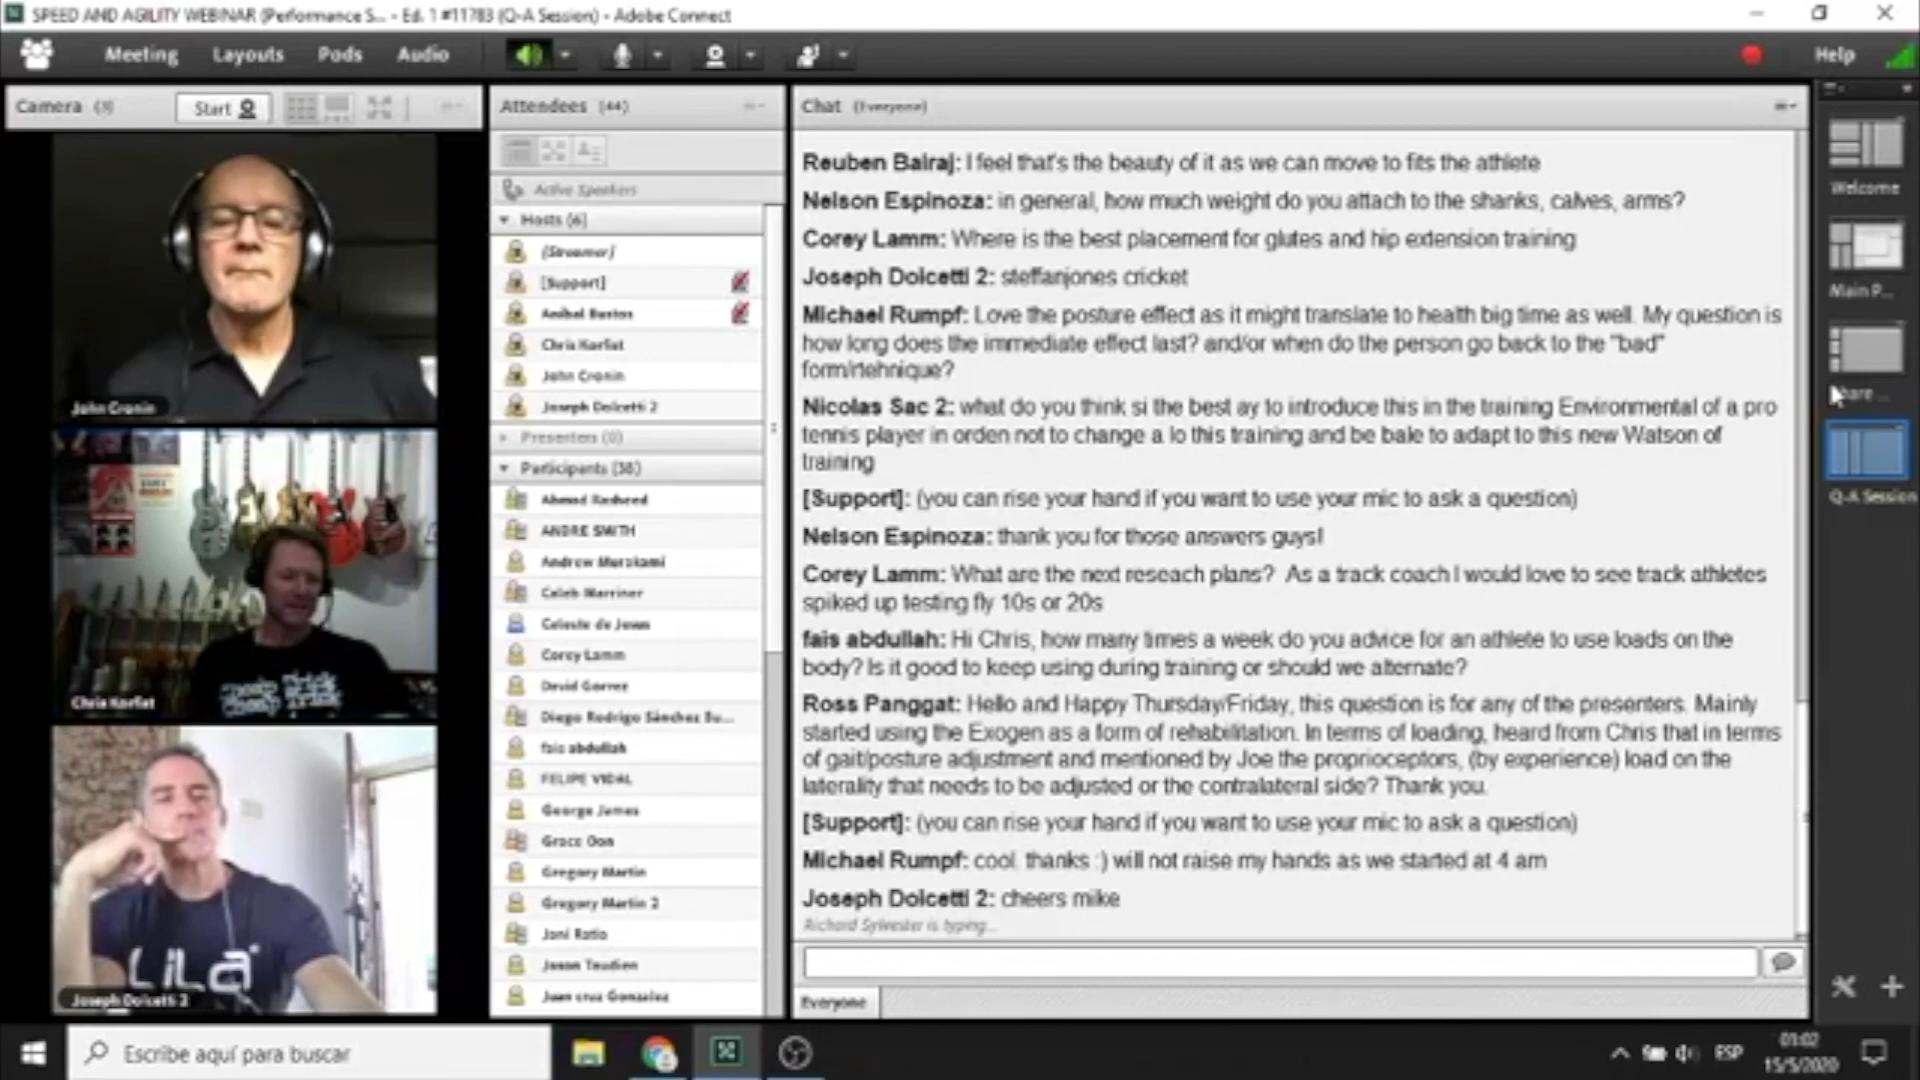 SPEED AND AGILITY WEBINAR (Performance S... - Ed. 1 #11783 (Q-A Session) - Adobe Connect
Meeting Layouts Pods Audio Help
Camera (3) Start
John Cronin
Chris Korfist
LiLa
Joseph Dolcetti 2
Attendees (44)
Active Speakers
Hosts (6)
(Streamer)
[Support]
Anibal Bustos
Chris Korfist
John Cronin
Joseph Dolcetti 2
Presenters (0)
Participants (38)
Ahmad Rasheed
ANDRE SMITH
Andrew Murakami
Caleb Marriner
Celeste de Jesus
Corey Lamm
David Gomez
Diego Rodrigo Sánchez Su...
fais abdullah
FELIPE VIDAL
George James
Grace Oon
Gregory Martin
Gregory Martin 2
Joni Ratio
Juan cruz Gonzalez
Chat (Everyone)
Reuben Balraj: I feel that's the beauty of it as we can move to fits the athlete
Nelson Espinoza: in general, how much weight do you attach to the shanks, calves, arms?
Corey Lamm: Where is the best placement for glutes and hip extension training
Joseph Dolcetti 2: steffanjones cricket
Michael Rumpf: Love the posture effect as it might translate to health big time as well. My question is
how long does the immediate effect last? and/or when do the person go back to the "bad"
form/rtehnique?
Nicolas Sac 2: what do you think si the best ay to introduce this in the training Environmental of a pro
tennis player in orden not to change a lo this training and be bale to adapt to this new Watson of
training
[Support]: (you can rise your hand if you want to use your mic to ask a question)
Nelson Espinoza: thank you for those answers guys!
Corey Lamm: What are the next reseach plans? As a track coach I would love to see track athletes
spiked up testing fly 10s or 20s
fais abdullah: Hi Chris, how many times a week do you advice for an athlete to use loads on the
body? Is it good to keep using during training or should we alternate?
Ross Panggat: Hello and Happy Thursday/Friday, this question is for any of the presenters. Mainly
started using the Exogen as a form of rehabilitation. In terms of loading, heard from Chris that in terms
of gait/posture adjustment and mentioned by Joe the proprioceptors, (by experience) load on the
laterality that needs to be adjusted or the contralateral side? Thank you.
[Support]: (you can rise your hand if you want to use your mic to ask a question)
Michael Rumpf: cool. thanks :) will not raise my hands as we started at 4 am
Joseph Dolcetti 2: cheers mike
Richard Sylvester is typing...
Everyone
Welcome
Main P...
Share ...
Q-A Session
Escribe aquí para buscar
ESP
01:02
15/5/2020